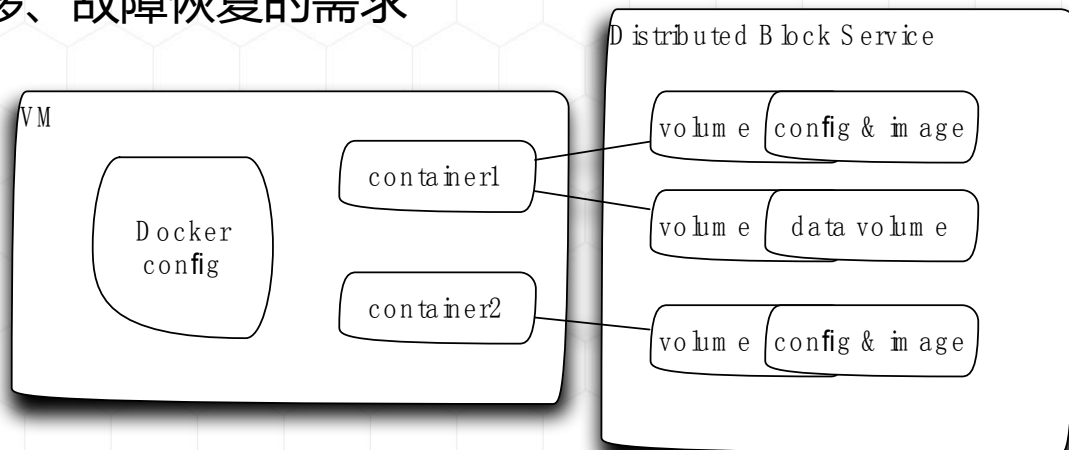 、故障恢复的需求
Distributed Block Service
VM
volume
config & image
container1
volume
data volume
Docker
config
container2
volume
config & image